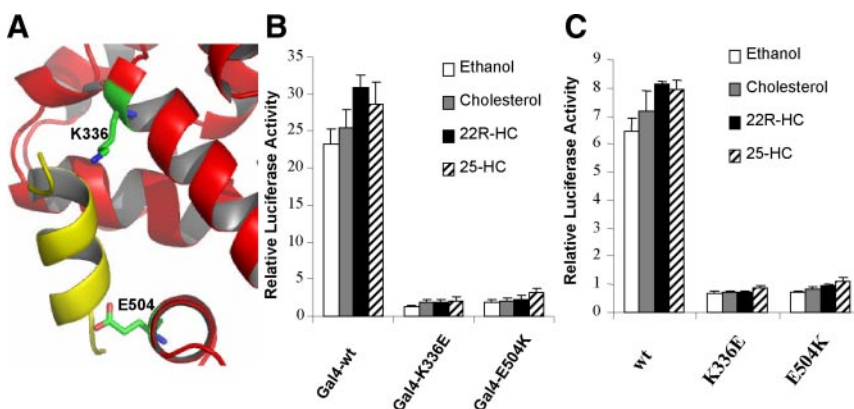 A
K336
E504
B
Relative Luciferase Activity
35
30
25
20
15
10
5
0
Ethanol
Cholesterol
22R-HC
25-HC
Gal4-wt
Gal4-K336E
Gal4-E504K
C
Relative Luciferase Activity
9
8
7
6
5
4
3
2
1
0
Ethanol
Cholesterol
22R-HC
25-HC
wt
K336E
E504K